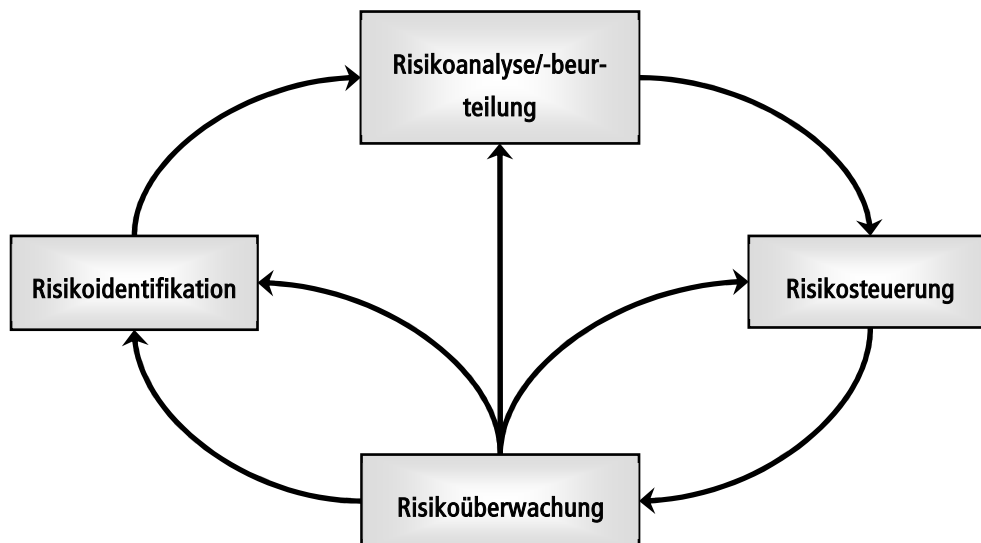 Risikoanalyse/-beur-
teilung
Risikoidentifikation
Risikosteuerung
Risikoüberwachung